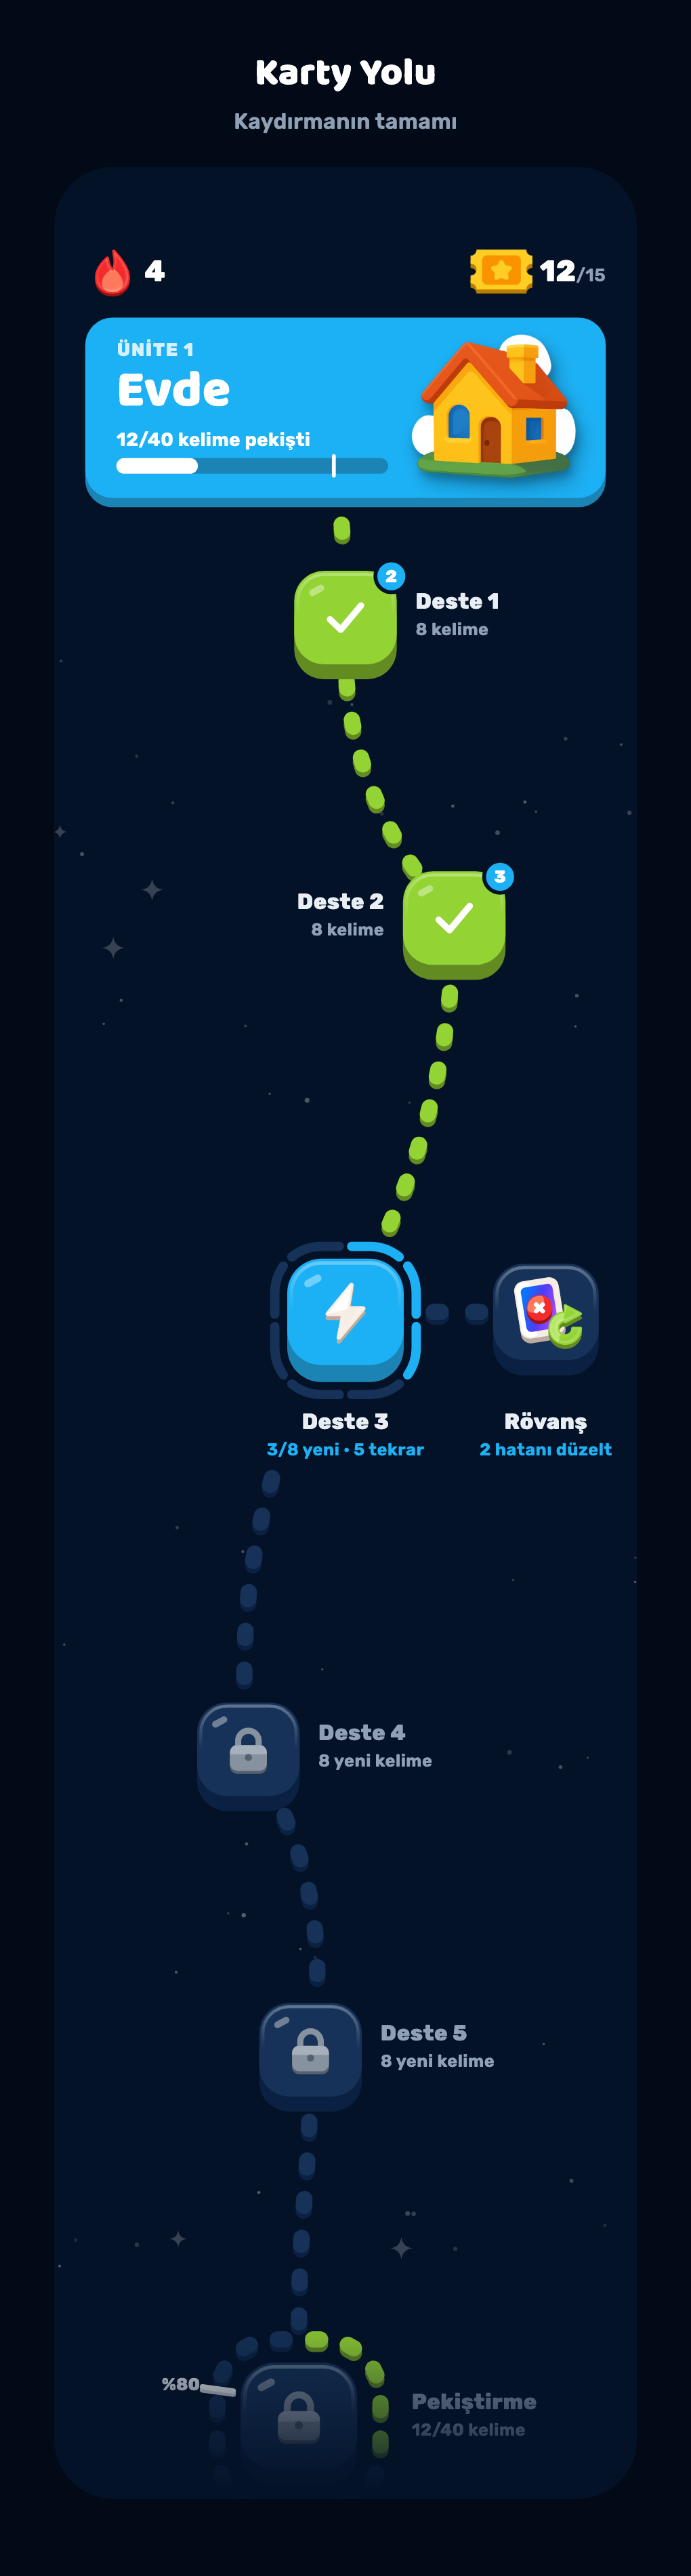 Karty Yolu
Kaydırmanın tamamı
4
12/15
ÜNİTE 1
Evde
12/40 kelime pekişti
2
Deste 1
8 kelime
3
Deste 2
8 kelime
Deste 3
3/8 yeni • 5 tekrar
Rövanş
2 hatanı düzelt
Deste 4
8 yeni kelime
Deste 5
8 yeni kelime
%80
Pekiştirme
12/40 kelime